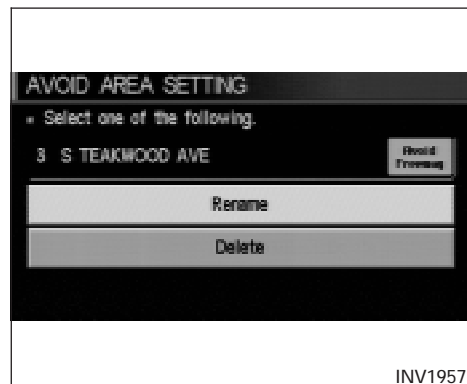 AVOID AREA SETTING
Select one of the following.
3 S TEAKWOOD AVE
Avoid
Freeway
Rename
Delete
INV1957